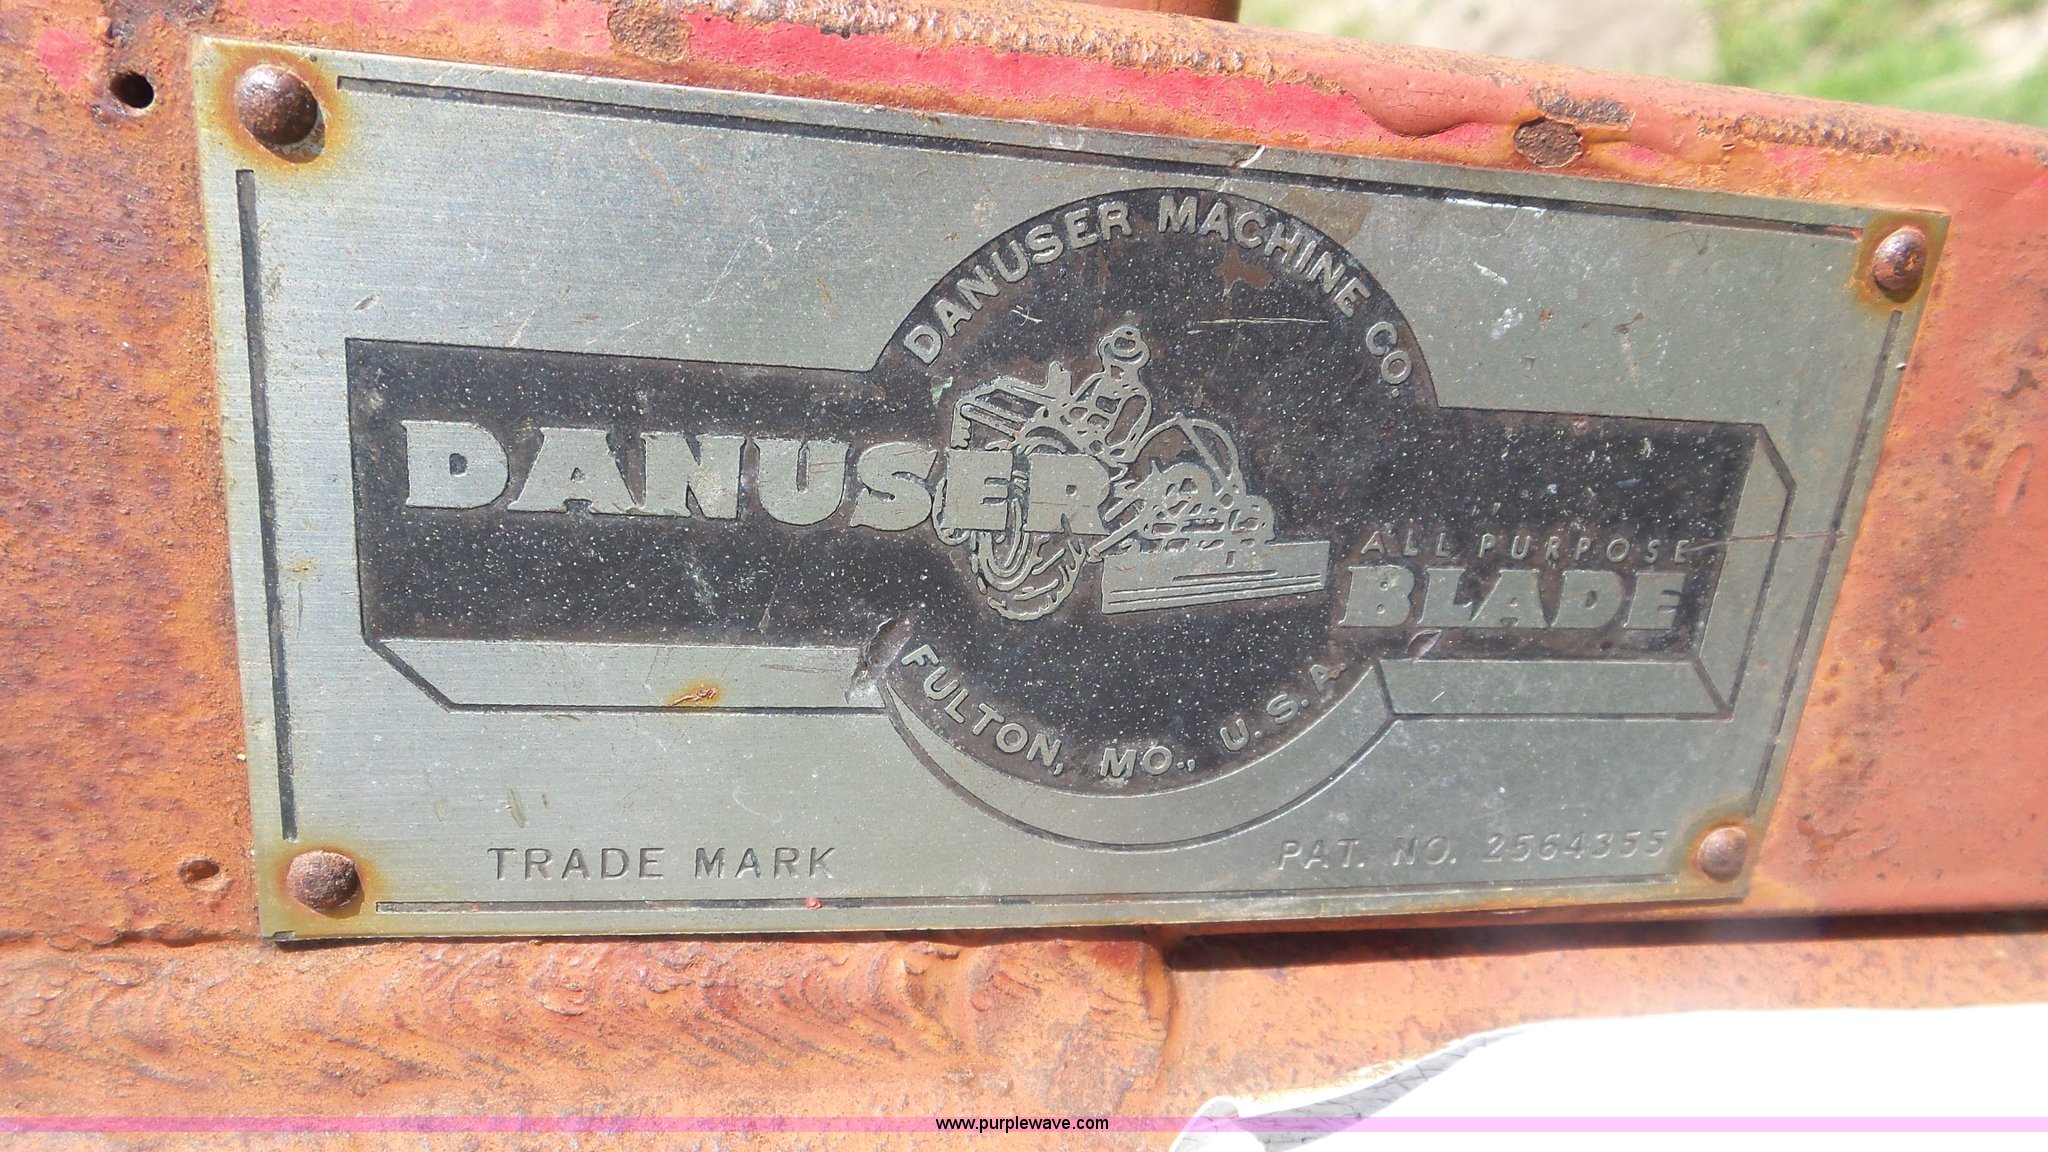 DANUSER MACHINE CO.
DANUSER
ALL PURPOSE
BLADE
FULTON, MO., U.S.A.
TRADE MARK
PAT. NO. 2564355
www.purplewave.com